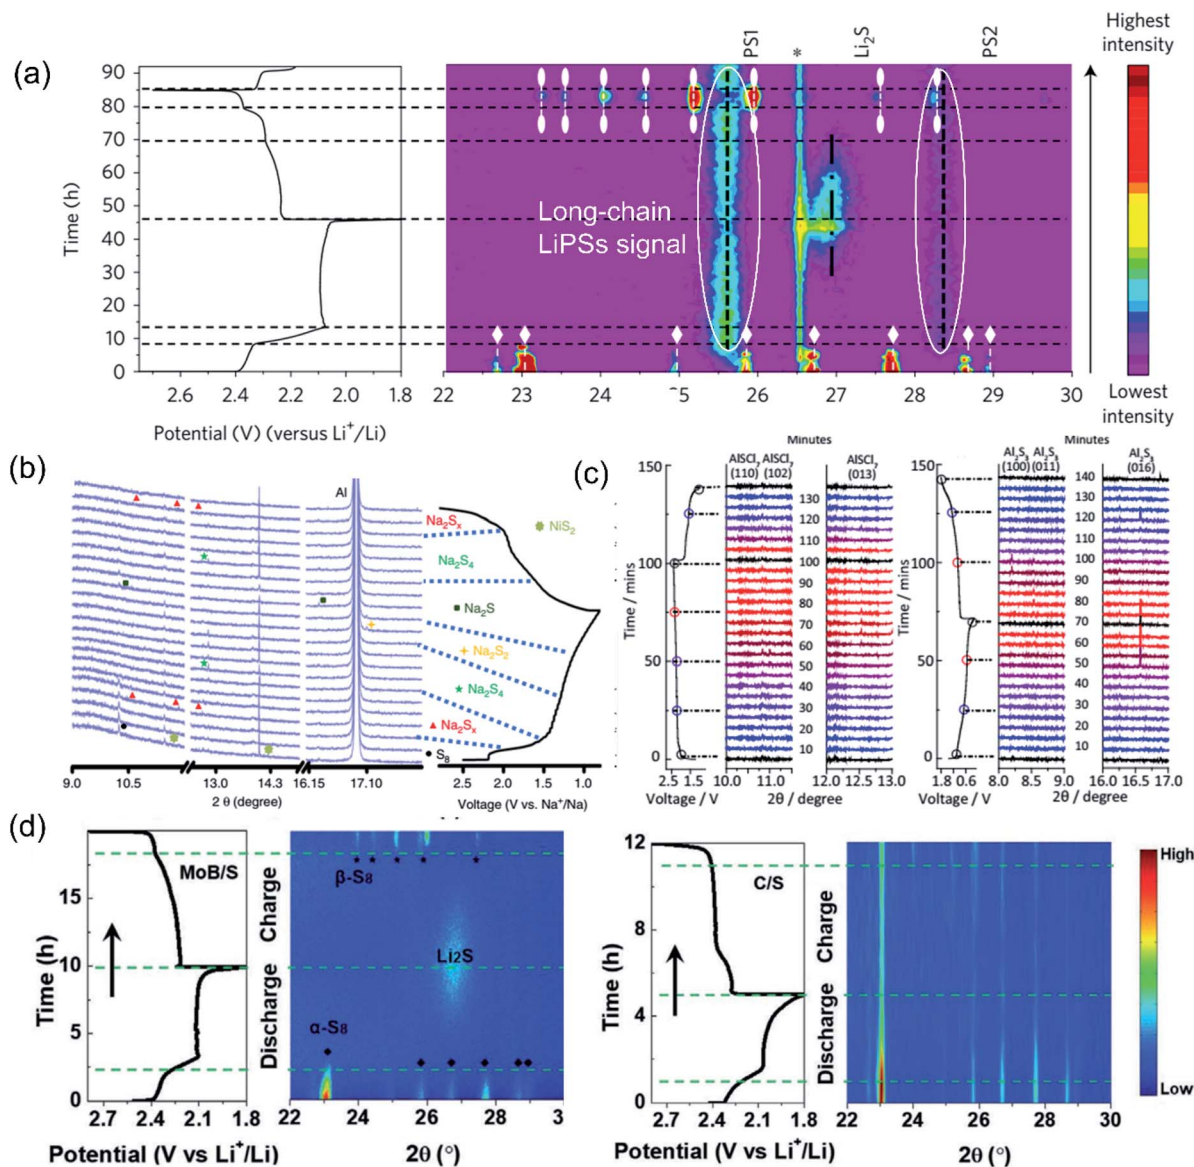 (a)
PS1
*
Li₂S
PS2
Highest
intensity
90
80
70
60
50
40
30
20
10
0
Time (h)
Long-chain
LiPSs signal
2.6 2.4 2.2 2.0 1.8
22 23 24 25 26 27 28 29 30
Lowest
intensity
Potential (V) (versus Li⁺/Li)
(b)
Al
Na₂Sₓ
NiS₂
Na₂S₄
Na₂S
Na₂S₂
Na₂S₄
Na₂Sₓ
S₈
9.0 10.5 13.0 14.3 16.15 17.10
2.5 2.0 1.5 1.0
2 θ (degree)
Voltage (V vs. Na⁺/Na)
(c)
Minutes
AlSCl₇ AlSCl₇
(110) (102)
AlSCl₇
(013)
150
100
50
0
Time / mins
130
120
110
100
90
80
70
60
50
40
30
20
10
2.5 1.5
10.0 11.0
12.0 13.0
Voltage / V
2θ / degree
Minutes
Al₂S₃ Al₂S₃
(100) (011)
Al₂S₃
(016)
150
100
50
0
Time / mins
140
130
120
110
100
90
80
70
60
50
40
30
20
10
1.8 0.6
8.0 8.5 9.0
16.0 16.5 17.0
Voltage / V
2θ / degree
(d)
MoB/S
15
10
5
0
Time (h)
Discharge Charge
β-S₈
Li₂S
α-S₈
2.7 2.4 2.1 1.8
22 24 26 28 3
Potential (V vs Li⁺/Li)
2θ (°)
C/S
12
8
4
0
Time (h)
Discharge Charge
2.7 2.4 2.1 1.8
22 24 26 28 30
Potential (V vs Li⁺/Li)
2θ (°)
High
Low